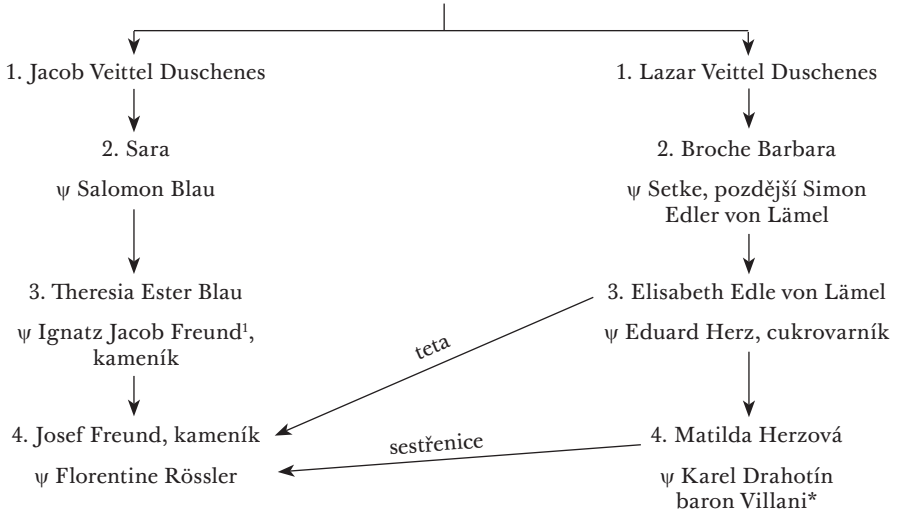 1. Jacob Veittel Duschenes
1. Lazar Veittel Duschenes
2. Sara
ψ Salomon Blau
2. Broche Barbara
ψ Setke, pozdější Simon
Edler von Lämel
3. Theresia Ester Blau
ψ Ignatz Jacob Freund¹,
kameník
3. Elisabeth Edle von Lämel
ψ Eduard Herz, cukrovarník
teta
4. Josef Freund, kameník
ψ Florentine Rössler
sestřenice
4. Matilda Herzová
ψ Karel Drahotín
baron Villani*